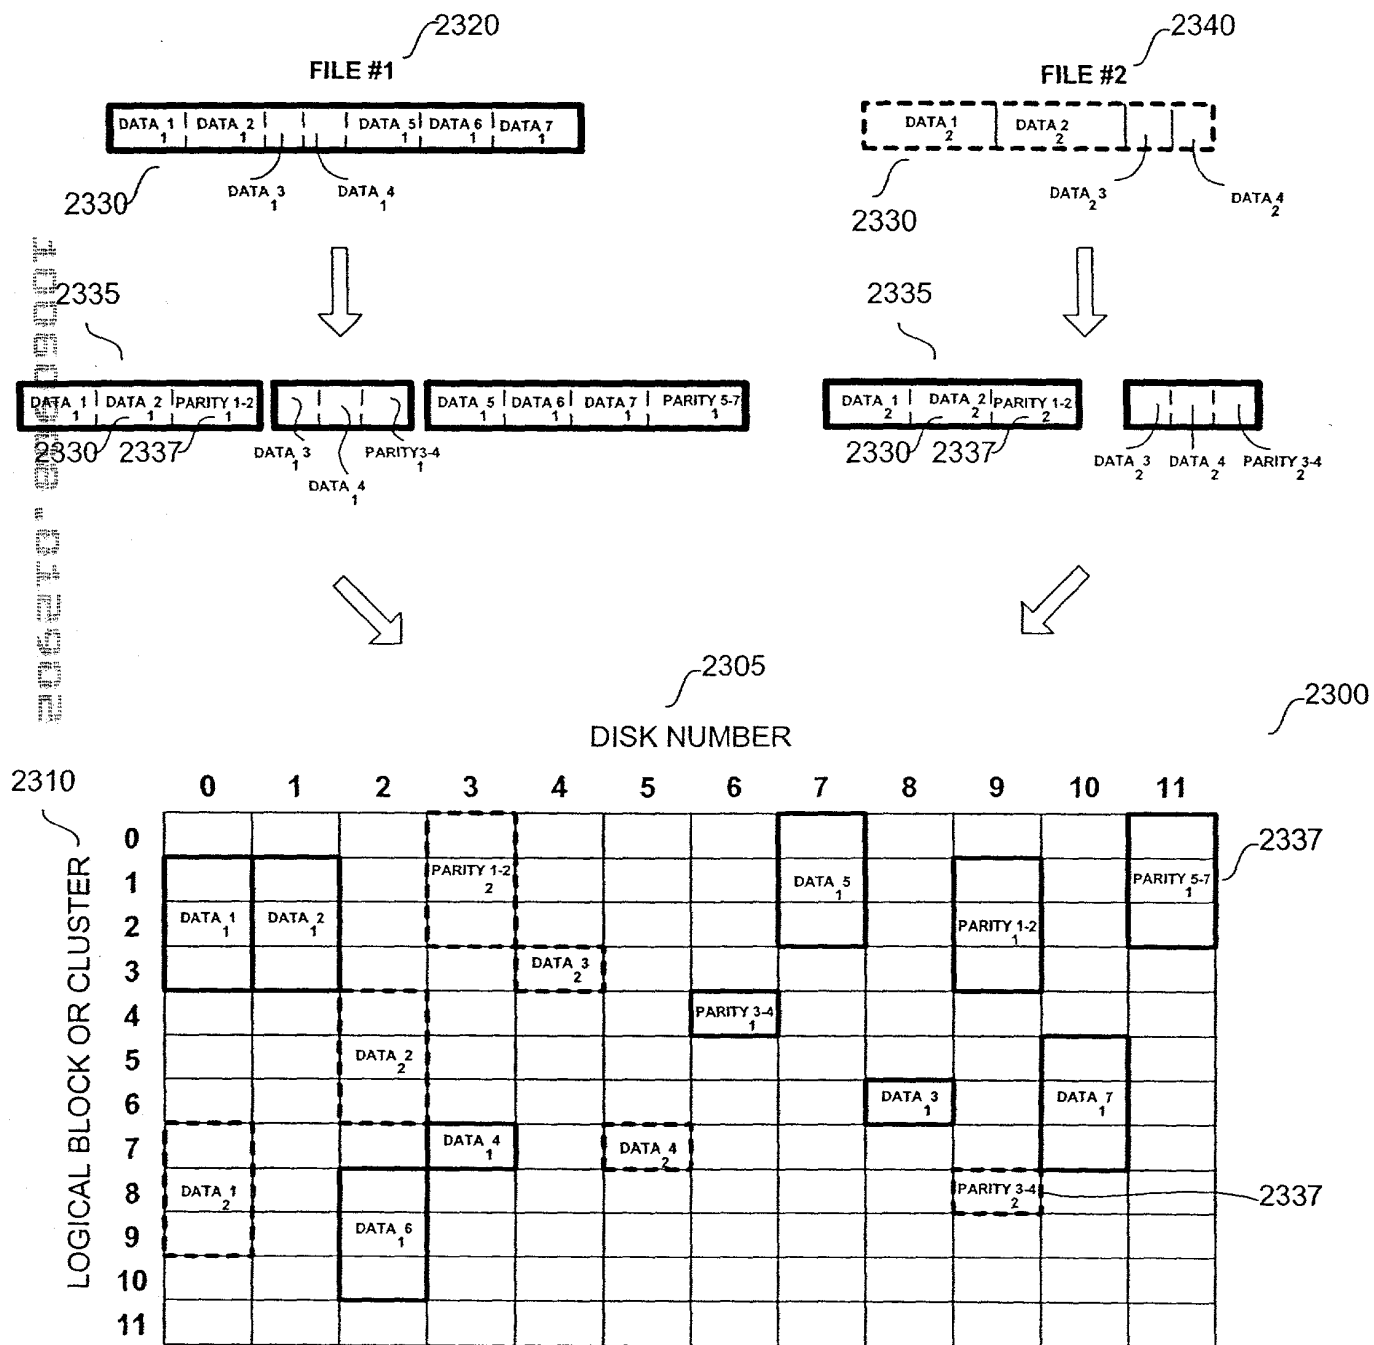 2320
2340
FILE #1
FILE #2
DATA 1 1 DATA 2 1 DATA 5 1 DATA 6 1 DATA 7 1
DATA 1 2 DATA 2 2
2330 DATA 3 1 DATA 4 1
2330 DATA 3 2 DATA 4 2
2335
2335
DATA 1 1 DATA 2 1 PARITY 1-2 1
DATA 5 1 DATA 6 1 DATA 7 1 PARITY 5-7 1
DATA 1 2 DATA 2 2 PARITY 1-2 2
2330 2337 DATA 3 1 DATA 4 1 PARITY 3-4 1
2330 2337 DATA 3 2 DATA 4 2 PARITY 3-4 2
2305
2300
DISK NUMBER
2310
0 1 2 3 4 5 6 7 8 9 10 11
LOGICAL BLOCK OR CLUSTER
0
2337
1 PARITY 1-2 2 DATA 5 1 PARITY 5-7 1
2 DATA 1 1 DATA 2 1 PARITY 1-2 1
3 DATA 3 2
4 PARITY 3-4 1
5 DATA 2 2
6 DATA 3 1 DATA 7 1
7 DATA 4 1 DATA 4 2
8 DATA 1 2 PARITY 3-4 2 2337
9 DATA 6 1
10
11